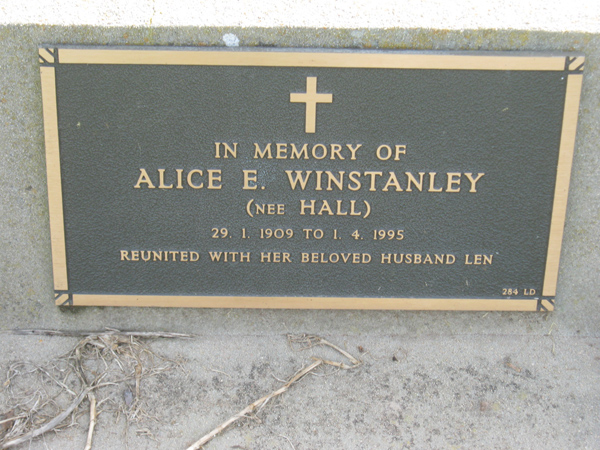 IN MEMORY OF
ALICE E. WINSTANLEY
(NEE HALL)
29. 1. 1909 TO 1. 4. 1995
REUNITED WITH HER BELOVED HUSBAND LEN
284 LD